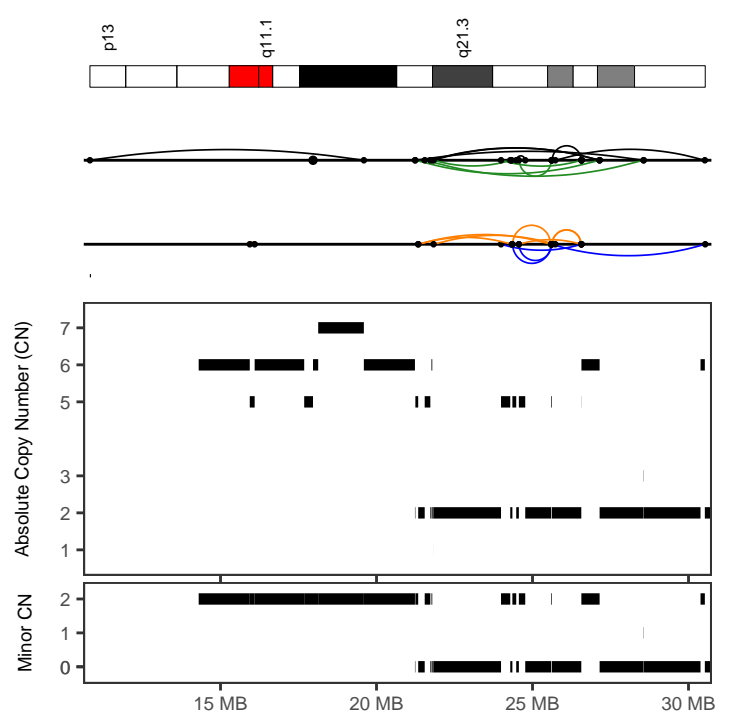 p13
q11.1
q21.3
Absolute Copy Number (CN)
7
6
5
3
2
1
Minor CN
2
1
0
15 MB
20 MB
25 MB
30 MB